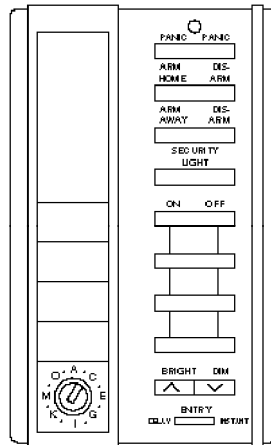 PANIC PANIC
ARM DIS-
HOME ARM
ARM DIS-
AWAY ARM
SECURITY
LIGHT
ON OFF
BRIGHT DIM
ENTRY
DELAY INSTANT
A C E G I K M O